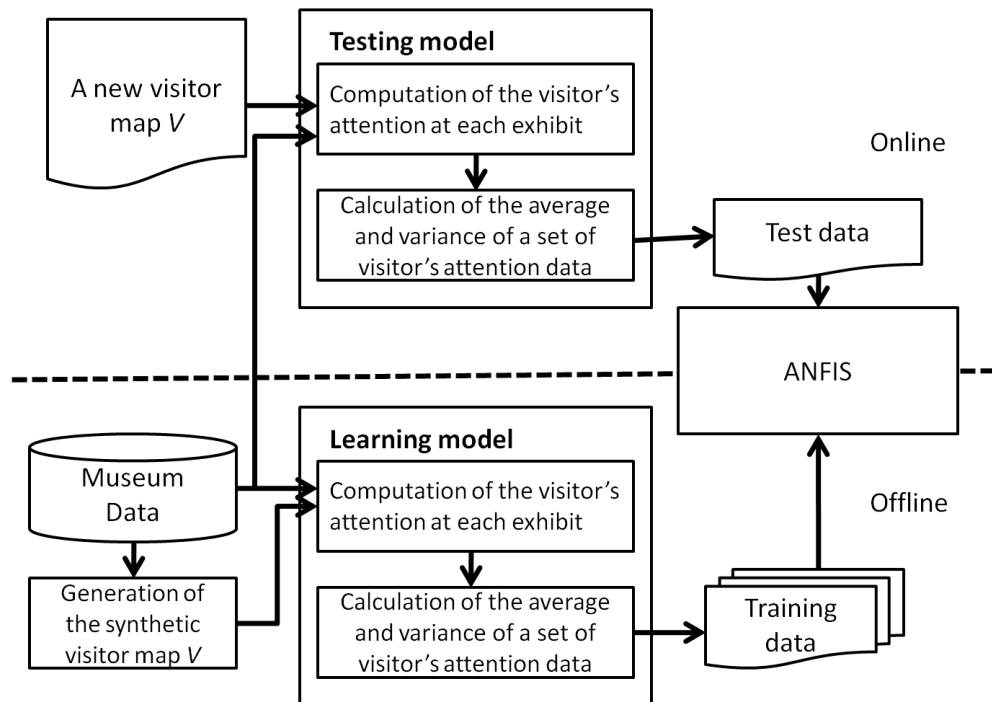 Testing model
A new visitor
map V
Computation of the visitor's
attention at each exhibit
Online
Calculation of the average
and variance of a set of
visitor's attention data
Test data
ANFIS
Learning model
Museum
Data
Computation of the visitor's
attention at each exhibit
Offline
Generation of
the synthetic
visitor map V
Calculation of the average
and variance of a set of
visitor's attention data
Training
data